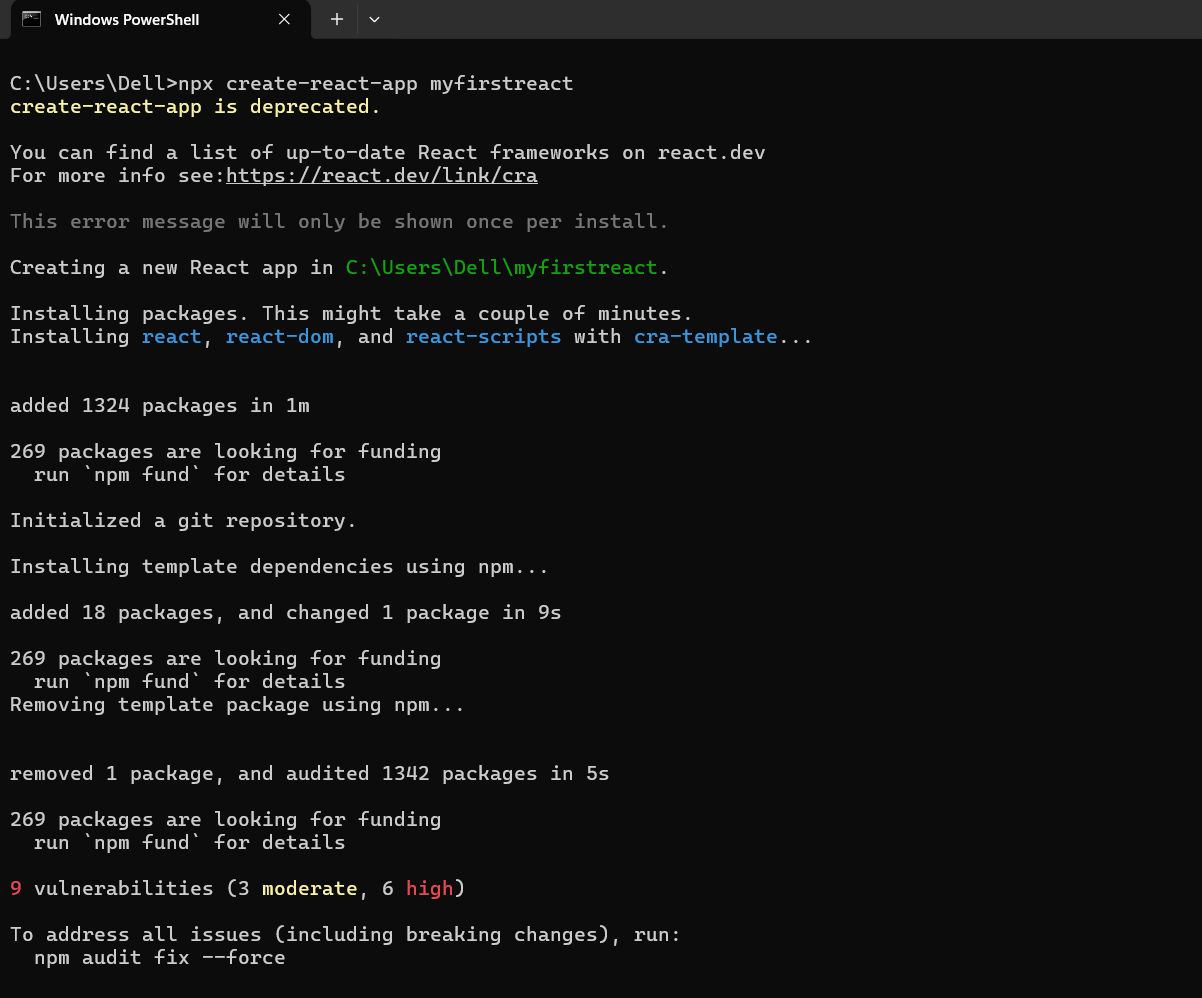 Windows PowerShell
C:\Users\Dell>npx create-react-app myfirstreact
create-react-app is deprecated.
You can find a list of up-to-date React frameworks on react.dev
For more info see:https://react.dev/link/cra
This error message will only be shown once per install.
Creating a new React app in C:\Users\Dell\myfirstreact.
Installing packages. This might take a couple of minutes.
Installing react, react-dom, and react-scripts with cra-template...
added 1324 packages in 1m
269 packages are looking for funding
  run `npm fund` for details
Initialized a git repository.
Installing template dependencies using npm...
added 18 packages, and changed 1 package in 9s
269 packages are looking for funding
  run `npm fund` for details
Removing template package using npm...
removed 1 package, and audited 1342 packages in 5s
269 packages are looking for funding
  run `npm fund` for details
9 vulnerabilities (3 moderate, 6 high)
To address all issues (including breaking changes), run:
  npm audit fix --force